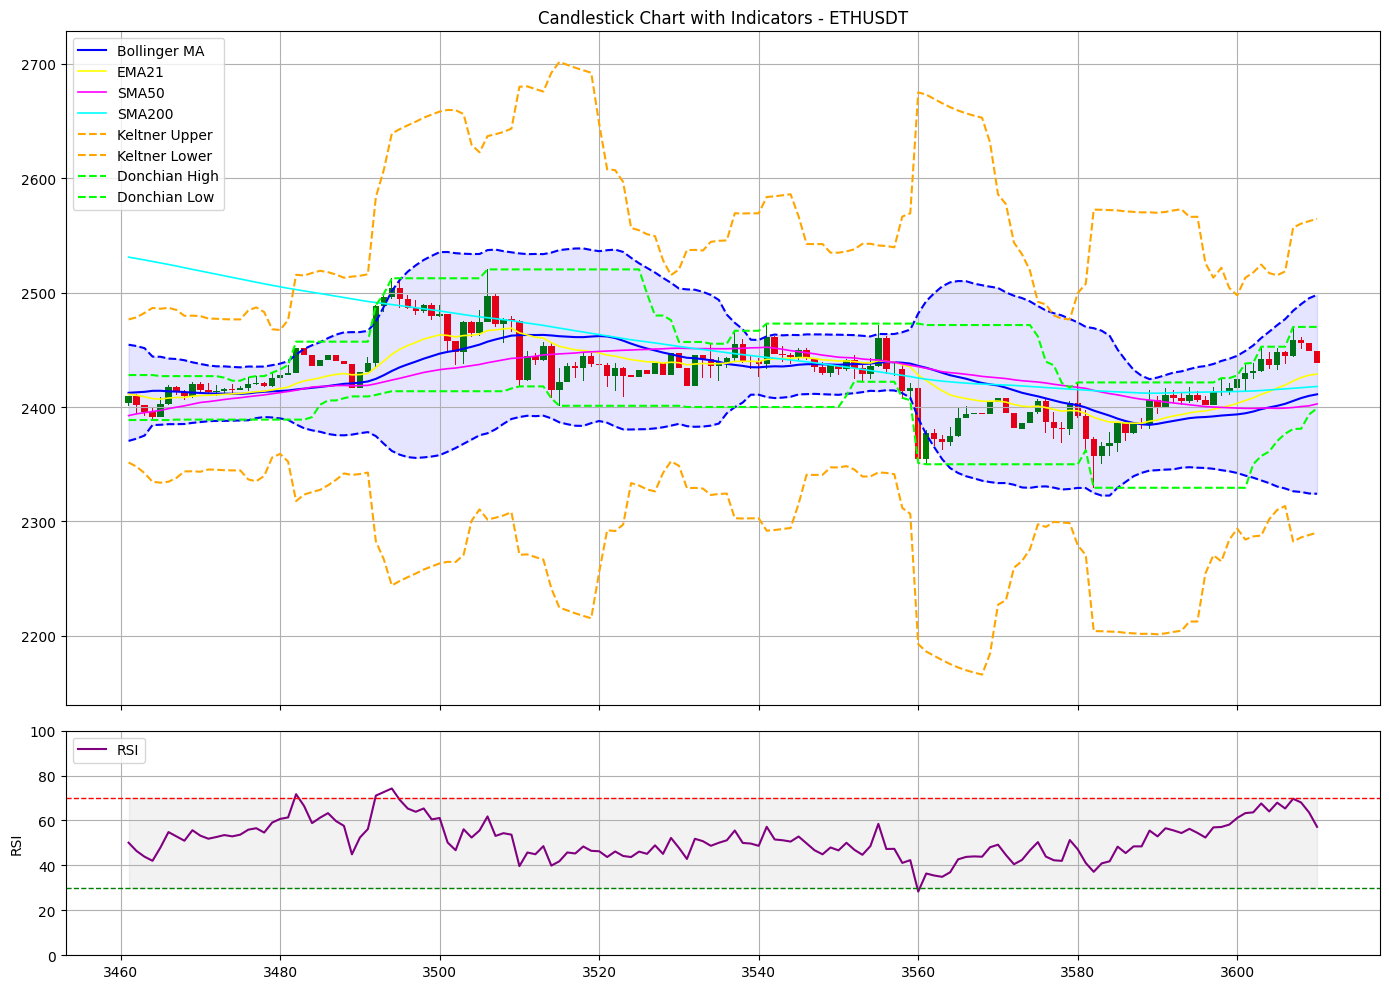 Candlestick Chart with Indicators - ETHUSDT
Bollinger MA
EMA21
SMA50
SMA200
Keltner Upper
Keltner Lower
Donchian High
Donchian Low
2700
2600
2500
2400
2300
2200
RSI
100
80
60
40
20
0
RSI
3460 3480 3500 3520 3540 3560 3580 3600